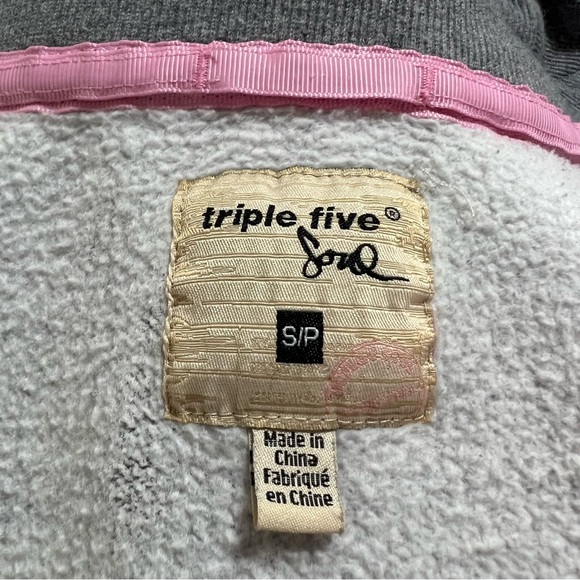 triple five®
Soul
S/P
Made in
China
Fabriqué
en Chine